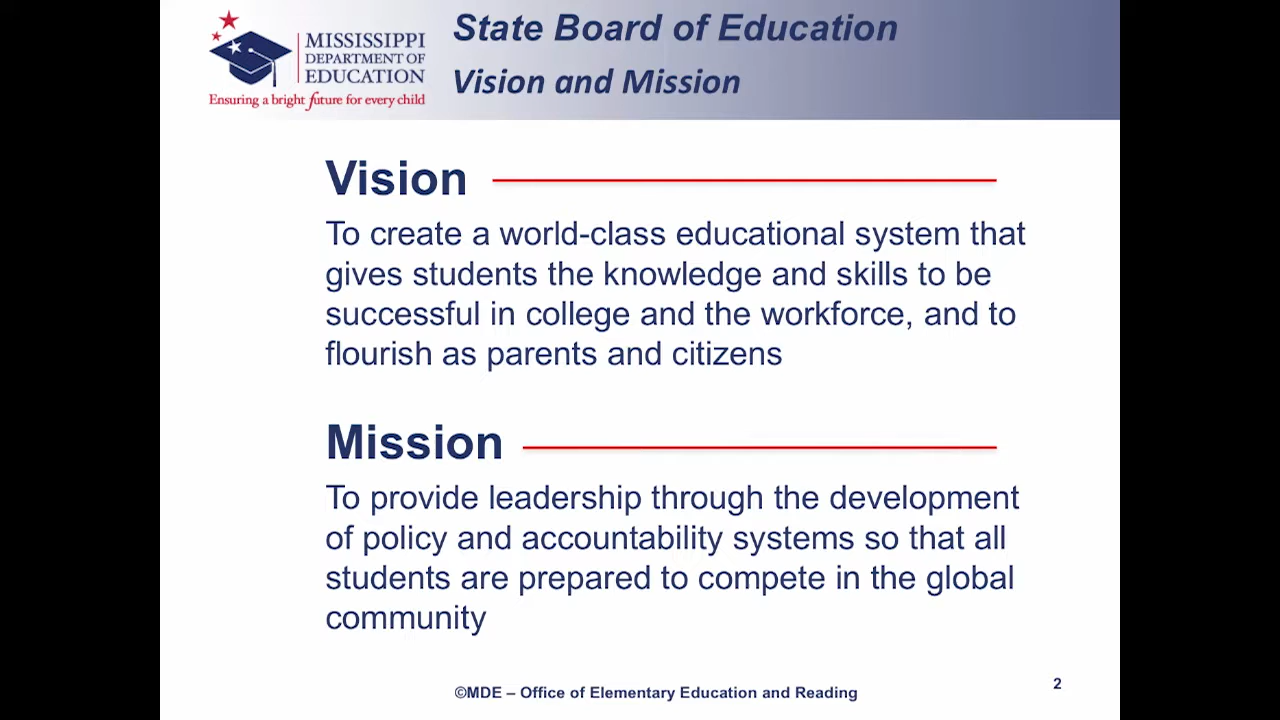 MISSISSIPPI
DEPARTMENT OF
EDUCATION
Ensuring a bright future for every child
State Board of Education
Vision and Mission
Vision
To create a world-class educational system that
gives students the knowledge and skills to be
successful in college and the workforce, and to
flourish as parents and citizens
Mission
To provide leadership through the development
of policy and accountability systems so that all
students are prepared to compete in the global
community
©MDE – Office of Elementary Education and Reading
2